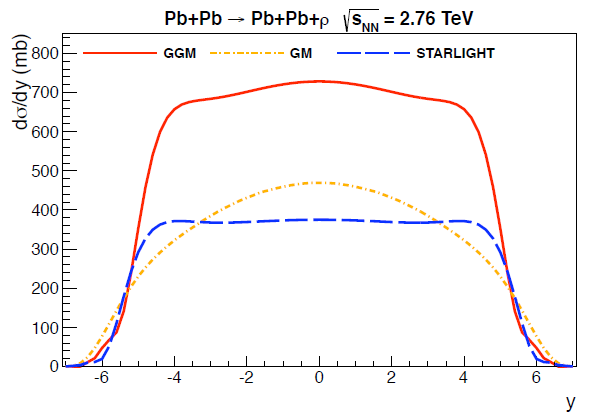 Pb+Pb → Pb+Pb+ρ √sNN = 2.76 TeV
dσ/dy (mb)
GGM GM STARLIGHT
800
700
600
500
400
300
200
100
0
-6 -4 -2 0 2 4 6
y